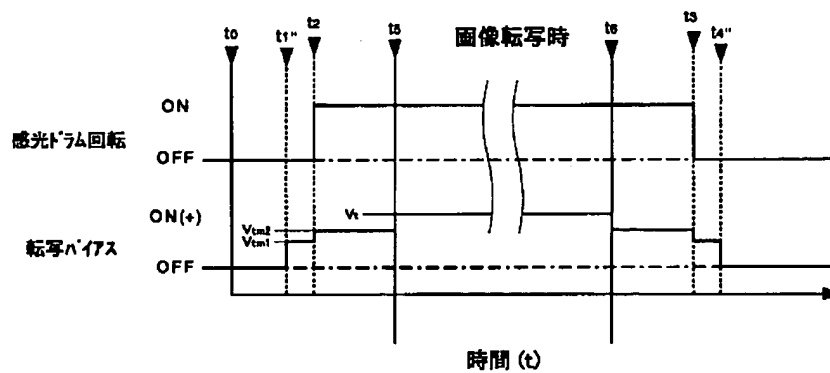 t0 t1" t2 t5 画像転写時 t6 t3 t4"
ON
感光ドラム回転
OFF
ON(+)
Vt
Vtm2
Vtm1
転写バイアス
OFF
時間 (t)